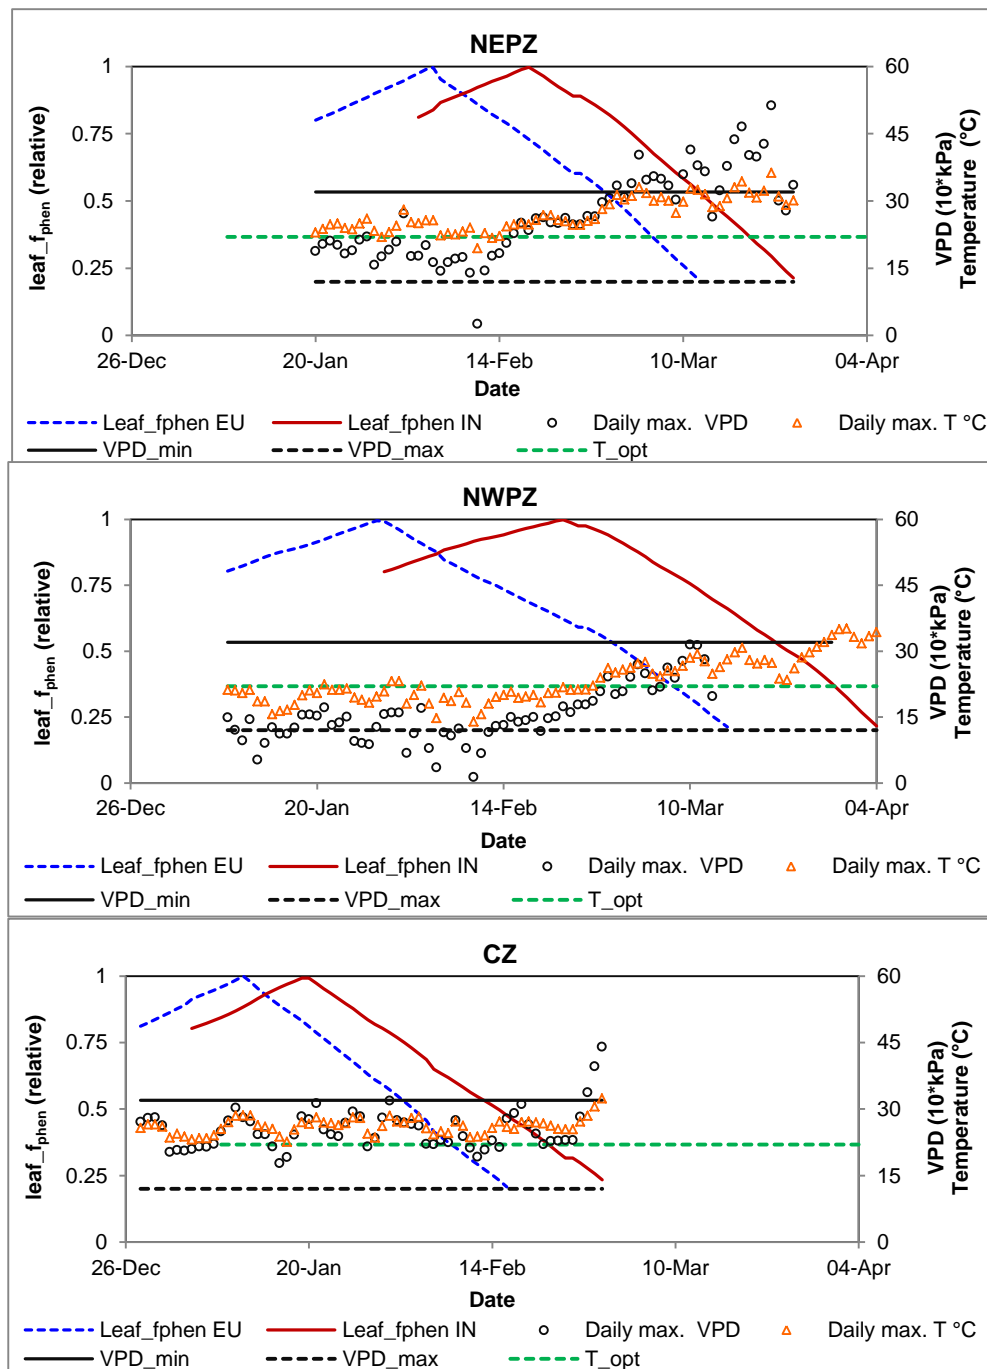 NEPZ
1
0.75
0.5
0.25
0
leaf_f_phen (relative)
60
45
30
15
0
VPD (10*kPa)
Temperature (°C)
26-Dec 20-Jan 14-Feb 10-Mar 04-Apr
Date
Leaf_fphen EU Leaf_fphen IN Daily max. VPD Daily max. T °C
VPD_min VPD_max T_opt
NWPZ
1
0.75
0.5
0.25
0
leaf_f_phen (relative)
60
45
30
15
0
VPD (10*kPa)
Temperature (°C)
26-Dec 20-Jan 14-Feb 10-Mar 04-Apr
Date
Leaf_fphen EU Leaf_fphen IN Daily max. VPD Daily max. T °C
VPD_min VPD_max T_opt
CZ
1
0.75
0.5
0.25
0
leaf_f_phen (relative)
60
45
30
15
0
VPD (10*kPa)
Temperature (°C)
26-Dec 20-Jan 14-Feb 10-Mar 04-Apr
Date
Leaf_fphen EU Leaf_fphen IN Daily max. VPD Daily max. T °C
VPD_min VPD_max T_opt